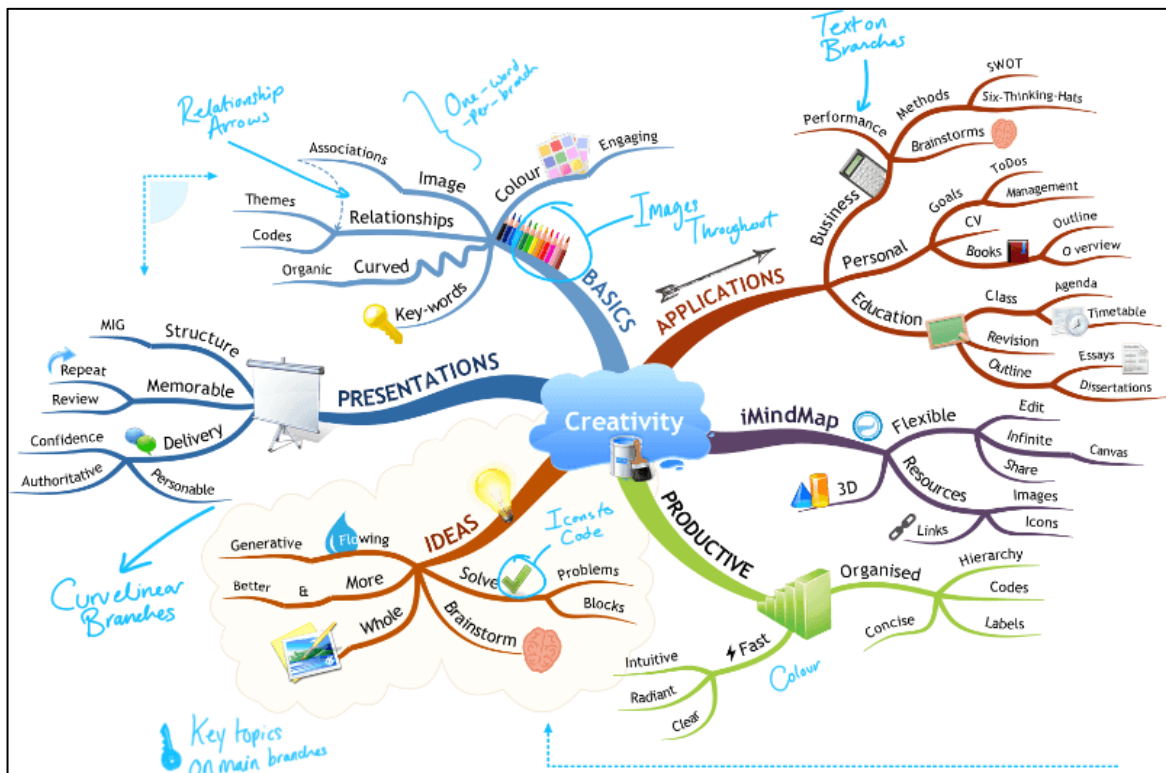 Text on
Branches
One-word
-per-branch
Relationship
Arrows
Images
Throughout
Icons to
Code
Curvelinear
Branches
Colour
Key topics
on main branches
Creativity
BASICS
Colour
Engaging
Image
Associations
Relationships
Themes
Codes
Curved
Organic
Key-words
APPLICATIONS
Business
Performance
Methods
SWOT
Six-Thinking-Hats
Brainstorms
Personal
Goals
ToDos
Management
CV
Books
Outline
O verview
Education
Class
Agenda
Timetable
Revision
Outline
Essays
Dissertations
iMindMap
Flexible
Edit
Infinite
Canvas
Share
Resources
Images
Icons
Links
3D
PRODUCTIVE
Organised
Hierarchy
Codes
Labels
Concise
Fast
Intuitive
Radiant
Clear
IDEAS
Flowing
Generative
More
&
Better
Whole
Solve
Problems
Blocks
Brainstorm
PRESENTATIONS
Structure
MIG
Memorable
Repeat
Review
Delivery
Confidence
Authoritative
Personable